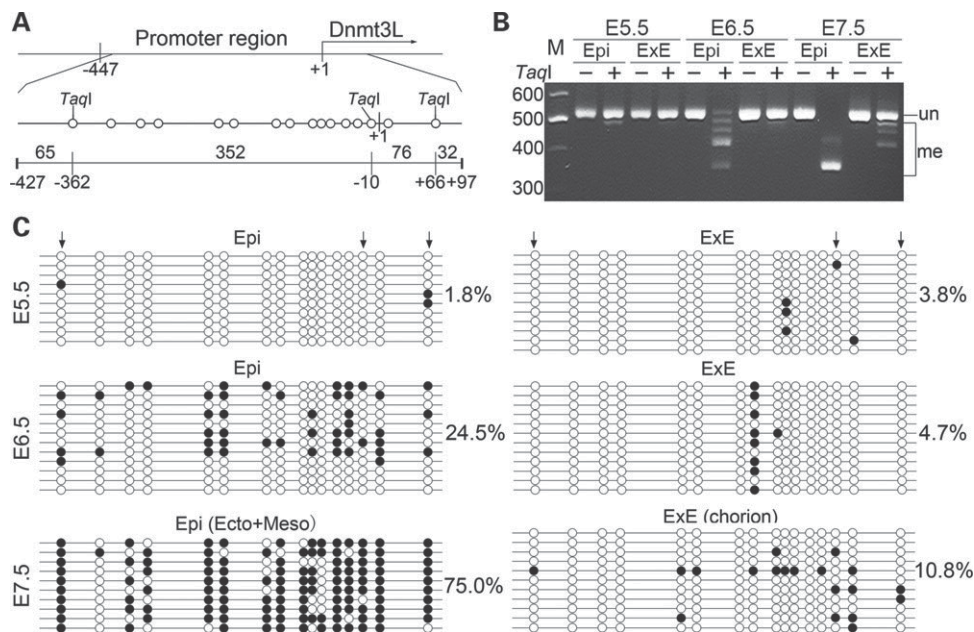 A
Promoter region
Dnmt3L
-447
+1
TaqI
TaqI
TaqI
+1
65
352
76
32
-427
-362
-10
+66
+97
B
E5.5
E6.5
E7.5
M
Epi
ExE
Epi
ExE
Epi
ExE
TaqI
− + − + − + − + − + − +
600
500
400
300
un
me
C
Epi
ExE
E5.5
1.8%
3.8%
Epi
ExE
E6.5
24.5%
4.7%
Epi (Ecto+Meso)
ExE (chorion)
E7.5
75.0%
10.8%